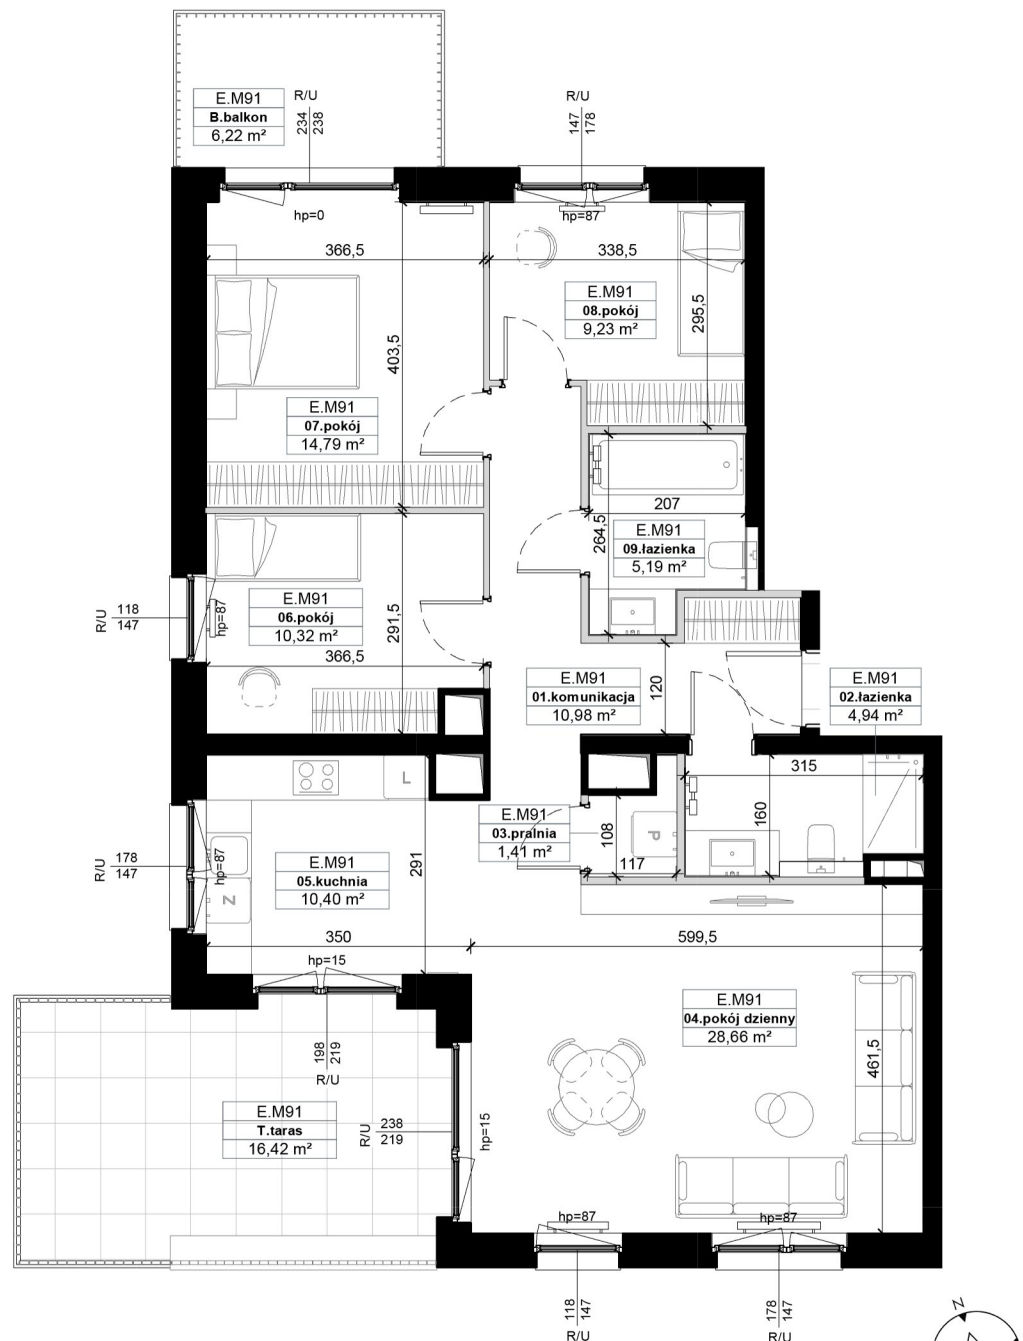 E.M91
B.balkon
6,22 m²
R/U
234
238
R/U
147
178
hp=0
hp=87
366,5
338,5
E.M91
08.pokój
9,23 m²
295,5
403,5
E.M91
07.pokój
14,79 m²
207
264,5
E.M91
09.łazienka
5,19 m²
R/U
118
147
hp=87
E.M91
06.pokój
10,32 m²
291,5
366,5
E.M91
01.komunikacja
10,98 m²
120
E.M91
02.łazienka
4,94 m²
315
160
L
E.M91
03.pralnia
1,41 m²
108
P
117
R/U
178
147
hp=87
Z
E.M91
05.kuchnia
10,40 m²
291
350
599,5
hp=15
198
219
R/U
E.M91
04.pokój dzienny
28,66 m²
461,5
E.M91
T.taras
16,42 m²
R/U
238
219
hp=15
hp=87
hp=87
118
147
R/U
178
147
R/U
N
Z